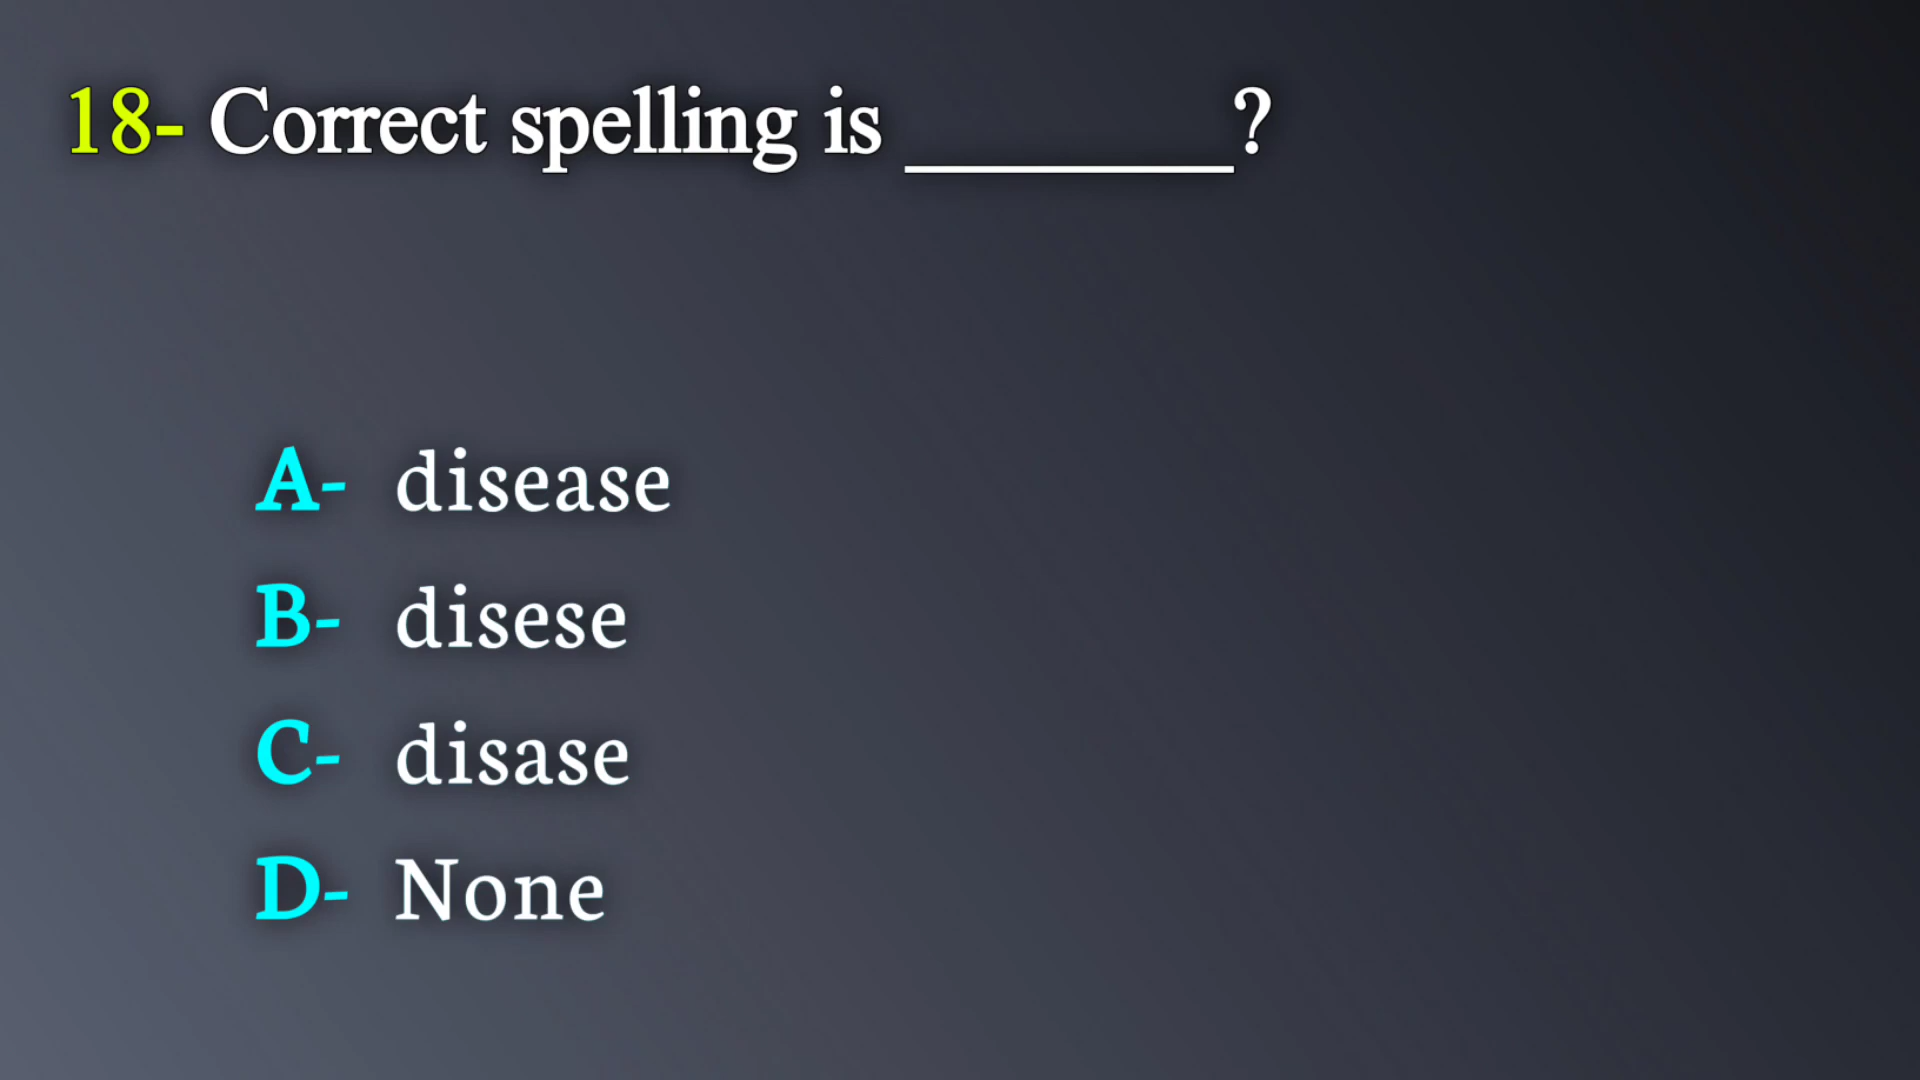 18- Correct spelling is ________?
A- disease
B- disese
C- disase
D- None